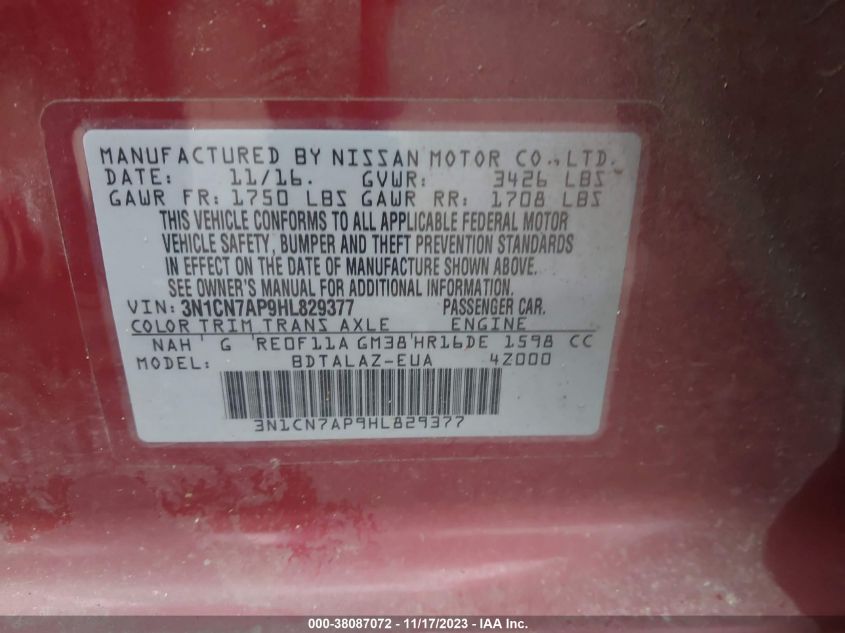 MANUFACTURED BY NISSAN MOTOR CO., LTD.
DATE: 11/16. GVWR: 3426 LBS
GAWR FR: 1750 LBS GAWR RR: 1708 LBS
THIS VEHICLE CONFORMS TO ALL APPLICABLE FEDERAL MOTOR
VEHICLE SAFETY, BUMPER AND THEFT PREVENTION STANDARDS
IN EFFECT ON THE DATE OF MANUFACTURE SHOWN ABOVE.
SEE OWNER'S MANUAL FOR ADDITIONAL INFORMATION.
VIN: 3N1CN7AP9HL829377 PASSENGER CAR.
COLOR TRIM TRANS AXLE ENGINE
NAH ' G 'RE0F11A GM38'HR16DE 1598 CC
MODEL: BDTALAZ-EUA 4Z000
3N1CN7AP9HL829377
000-38087072 - 11/17/2023 - IAA Inc.